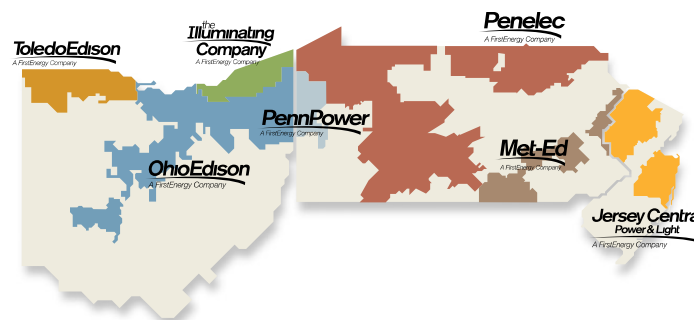 ToledoEdison
A FirstEnergy Company
the
Illuminating
Company
A FirstEnergy Company
Penelec
A FirstEnergy Company
PennPower
A FirstEnergy Company
OhioEdison
A FirstEnergy Company
Met-Ed
A FirstEnergy Company
Jersey Centra
Power & Light
A FirstEnergy Company